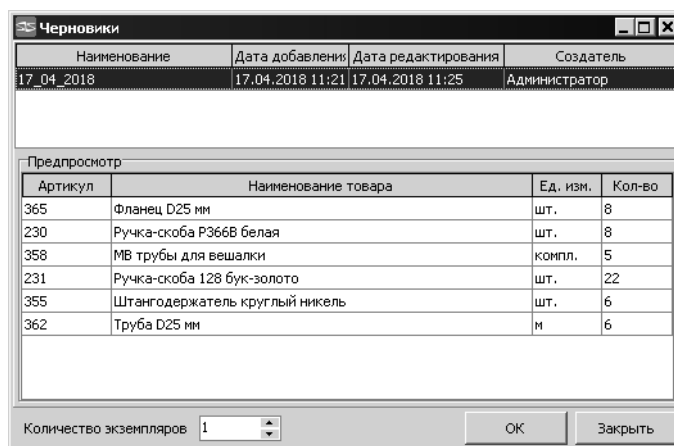 Черновики
Наименование Дата добавлени Дата редактирования Создатель
17_04_2018 17.04.2018 11:21 17.04.2018 11:25 Администратор
Предпросмотр
Артикул Наименование товара Ед. изм. Кол-во
365 Фланец D25 мм шт. 8
230 Ручка-скоба P366B белая шт. 8
358 МВ трубы для вешалки компл. 5
231 Ручка-скоба 128 бук-золото шт. 22
355 Штангодержатель круглый никель шт. 6
362 Труба D25 мм м 6
Количество экземпляров 1 ОК Закрыть